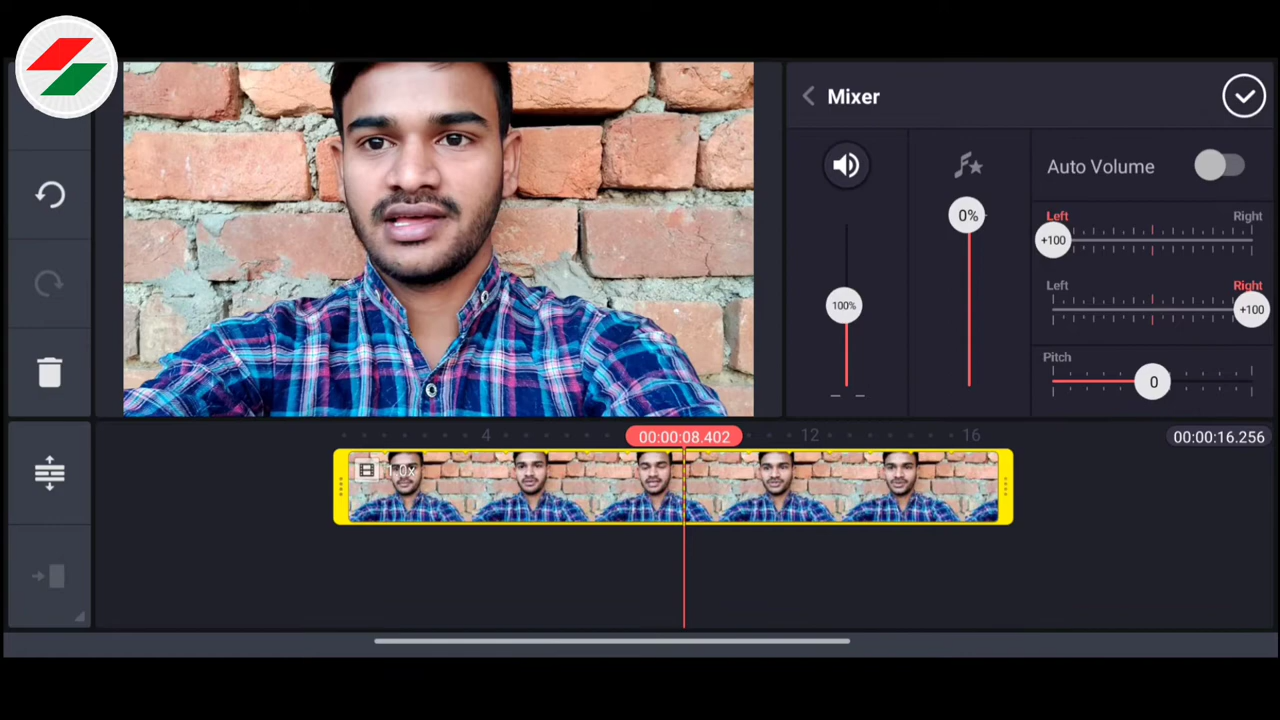 Mixer
Auto Volume
0%
Left Right
+100
100%
Left Right
+100
Pitch
0
4 00:00:08.402 12 16 00:00:16.256
1.0x